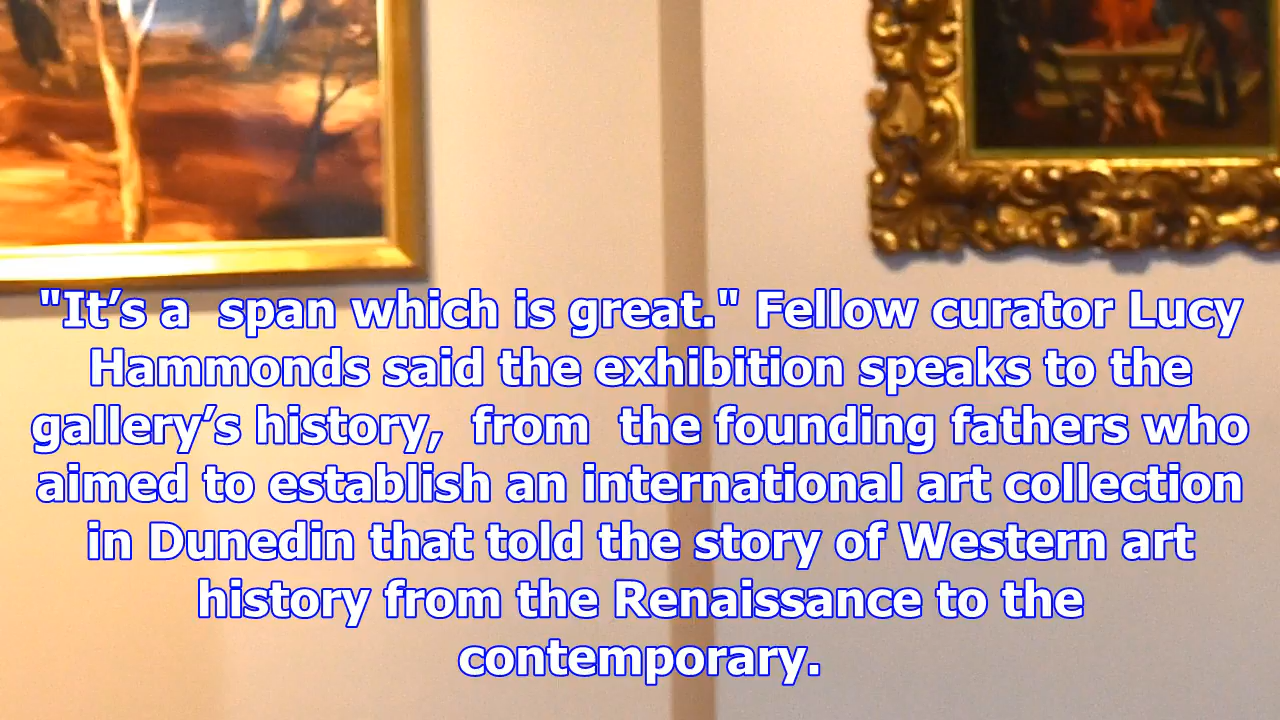 "It’s a  span which is great." Fellow curator Lucy
Hammonds said the exhibition speaks to the
gallery’s history,  from  the founding fathers who
aimed to establish an international art collection
in Dunedin that told the story of Western art
history from the Renaissance to the
contemporary.